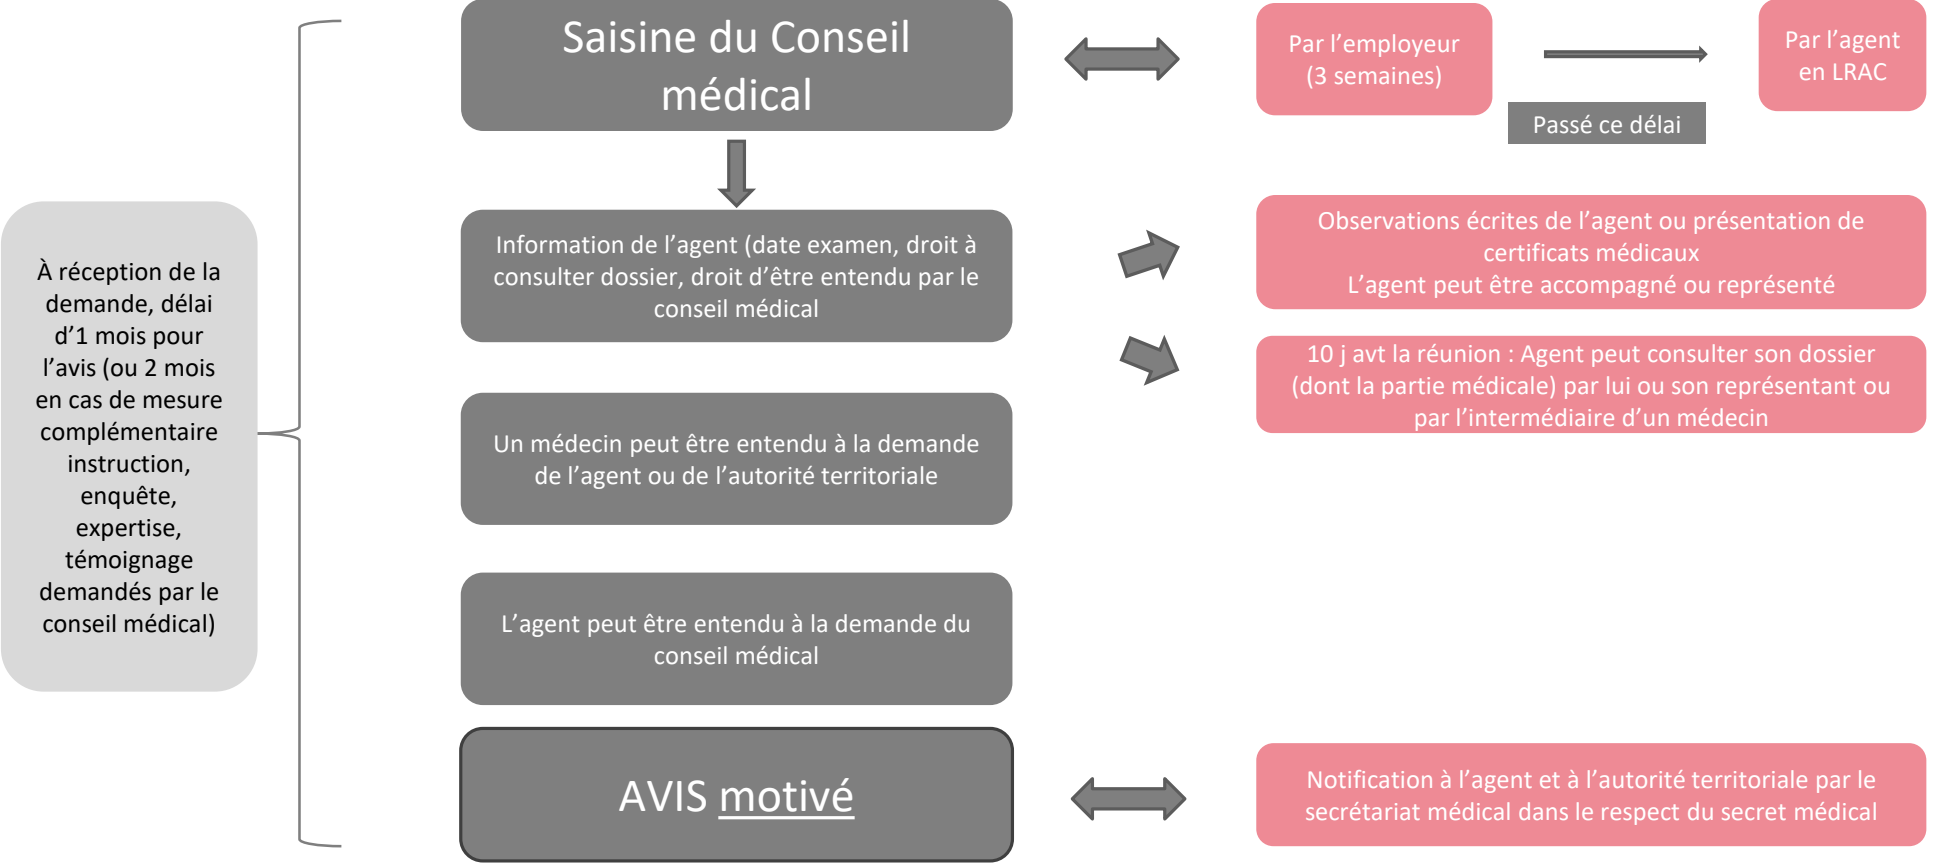 Saisine du Conseil
médical
Par l’employeur
(3 semaines)
Passé ce délai
Par l’agent
en LRAC
À réception de la
demande, délai
d’1 mois pour
l’avis (ou 2 mois
en cas de mesure
complémentaire
instruction,
enquête,
expertise,
témoignage
demandés par le
conseil médical)
Information de l’agent (date examen, droit à
consulter dossier, droit d’être entendu par le
conseil médical
Observations écrites de l’agent ou présentation de
certificats médicaux
L’agent peut être accompagné ou représenté
10 j avt la réunion : Agent peut consulter son dossier
(dont la partie médicale) par lui ou son représentant ou
par l’intermédiaire d’un médecin
Un médecin peut être entendu à la demande
de l’agent ou de l’autorité territoriale
L’agent peut être entendu à la demande du
conseil médical
AVIS motivé
Notification à l’agent et à l’autorité territoriale par le
secrétariat médical dans le respect du secret médical